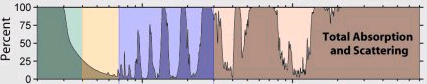 100
75
50
25
0
Percent
Total Absorption
and Scattering